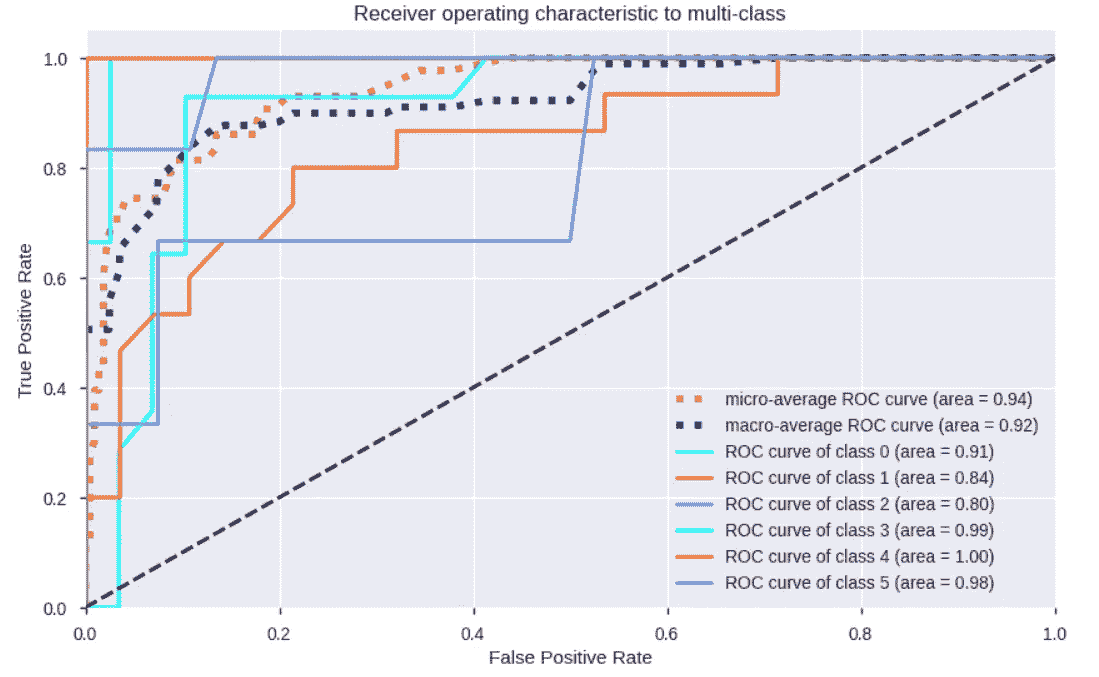 Receiver operating characteristic to multi-class
True Positive Rate
1.0
0.8
0.6
0.4
0.2
0.0
micro-average ROC curve (area = 0.94)
macro-average ROC curve (area = 0.92)
ROC curve of class 0 (area = 0.91)
ROC curve of class 1 (area = 0.84)
ROC curve of class 2 (area = 0.80)
ROC curve of class 3 (area = 0.99)
ROC curve of class 4 (area = 1.00)
ROC curve of class 5 (area = 0.98)
0.0 0.2 0.4 0.6 0.8 1.0
False Positive Rate